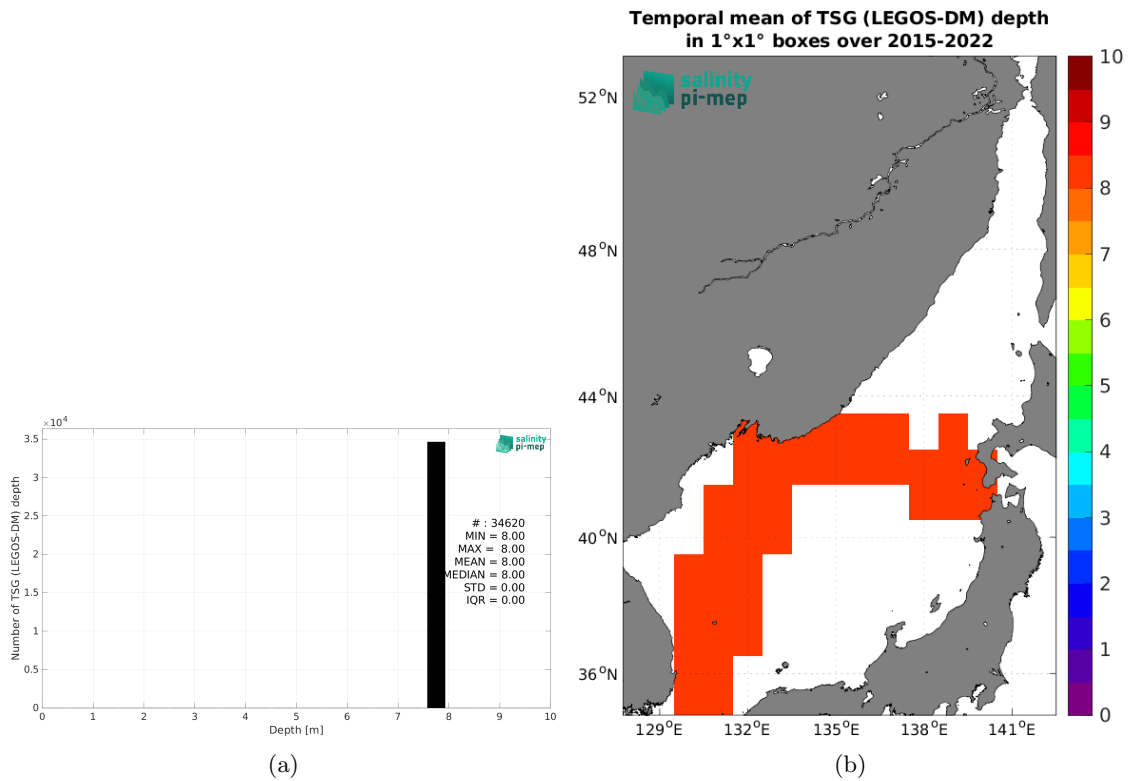 ×10⁴
3.5
3
2.5
2
1.5
1
0.5
0
Number of TSG (LEGOS-DM) depth
salinity
pi-mep
# : 34620
MIN = 8.00
MAX = 8.00
MEAN = 8.00
MEDIAN = 8.00
STD = 0.00
IQR = 0.00
0 1 2 3 4 5 6 7 8 9 10
Depth [m]
(a)
Temporal mean of TSG (LEGOS-DM) depth
in 1°x1° boxes over 2015-2022
salinity
pi-mep
52°N
48°N
44°N
40°N
36°N
129°E 132°E 135°E 138°E 141°E
10
9
8
7
6
5
4
3
2
1
0
(b)